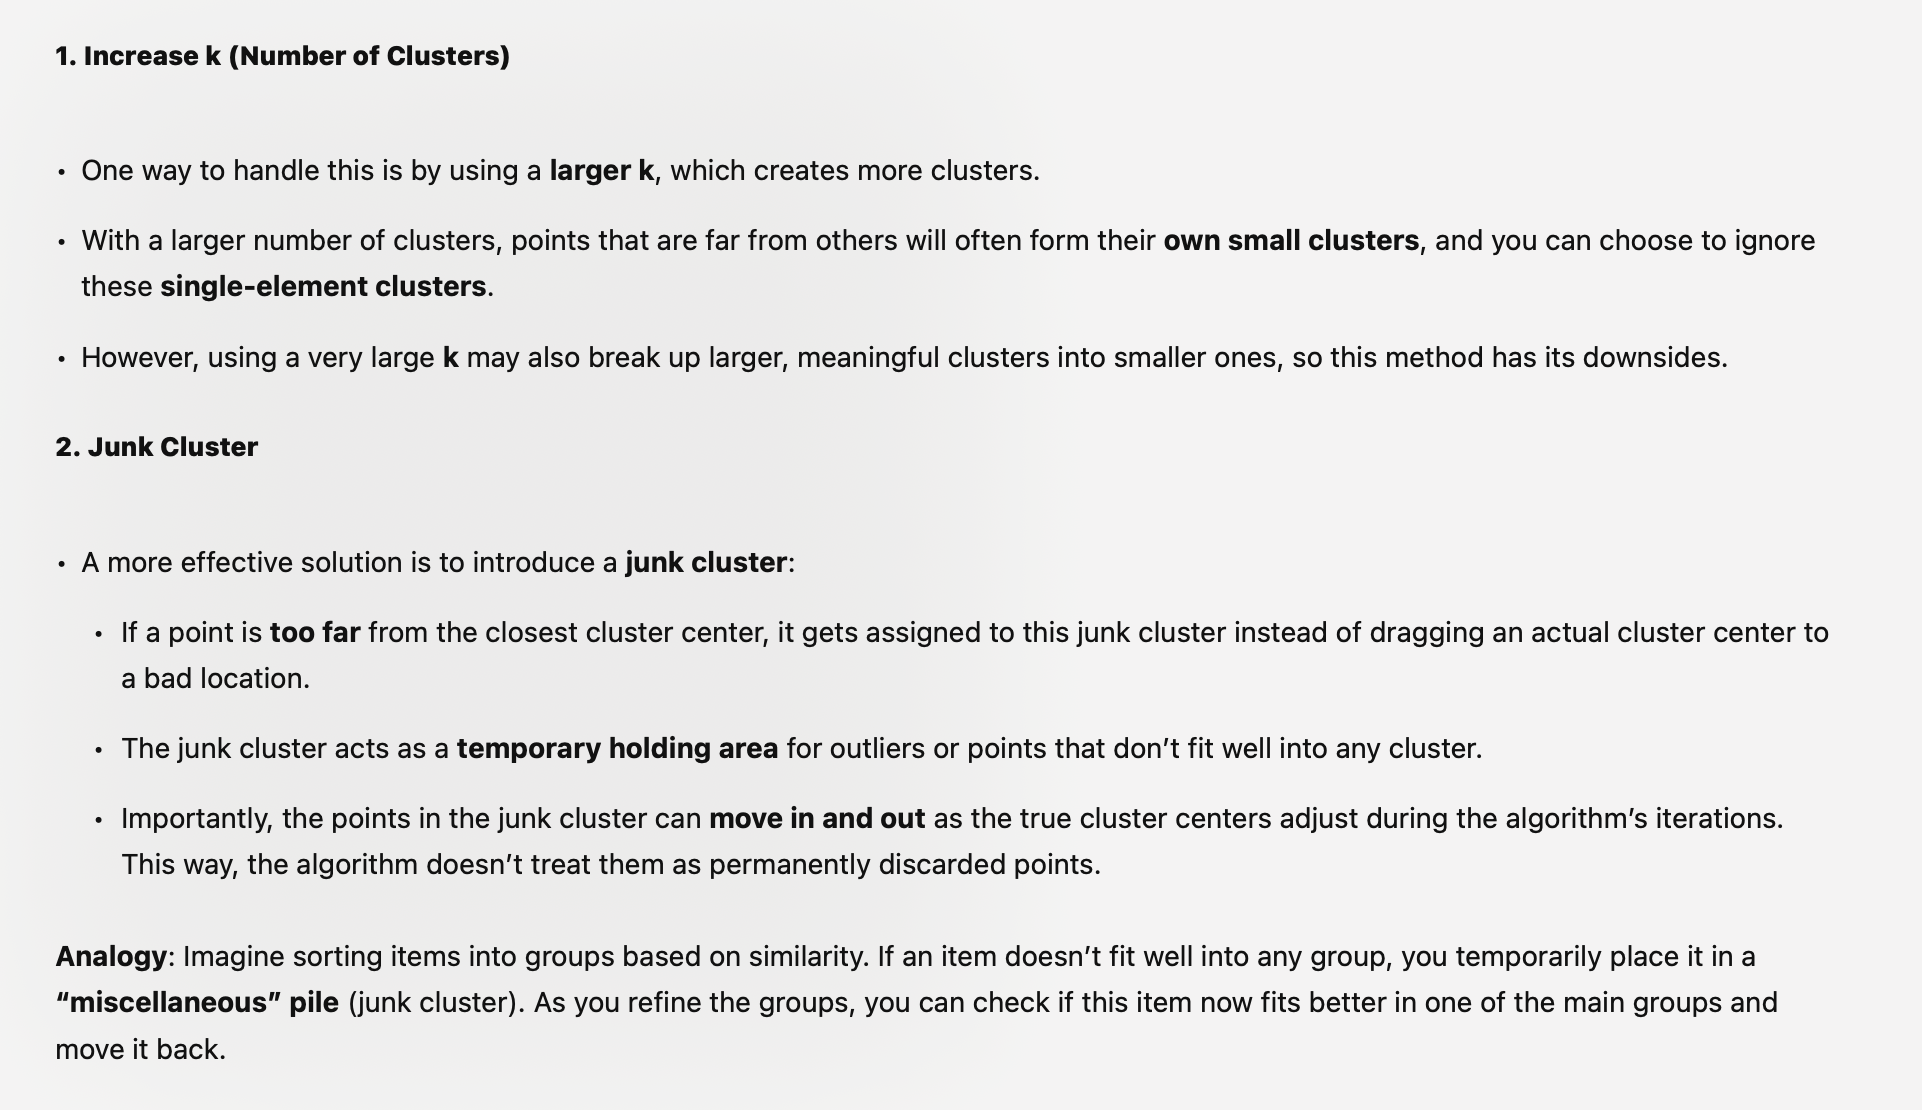 1. Increase k (Number of Clusters)
• One way to handle this is by using a larger k, which creates more clusters.
• With a larger number of clusters, points that are far from others will often form their own small clusters, and you can choose to ignore
these single-element clusters.
• However, using a very large k may also break up larger, meaningful clusters into smaller ones, so this method has its downsides.
2. Junk Cluster
• A more effective solution is to introduce a junk cluster:
• If a point is too far from the closest cluster center, it gets assigned to this junk cluster instead of dragging an actual cluster center to
a bad location.
• The junk cluster acts as a temporary holding area for outliers or points that don’t fit well into any cluster.
• Importantly, the points in the junk cluster can move in and out as the true cluster centers adjust during the algorithm’s iterations.
This way, the algorithm doesn’t treat them as permanently discarded points.
Analogy: Imagine sorting items into groups based on similarity. If an item doesn’t fit well into any group, you temporarily place it in a
“miscellaneous” pile (junk cluster). As you refine the groups, you can check if this item now fits better in one of the main groups and
move it back.